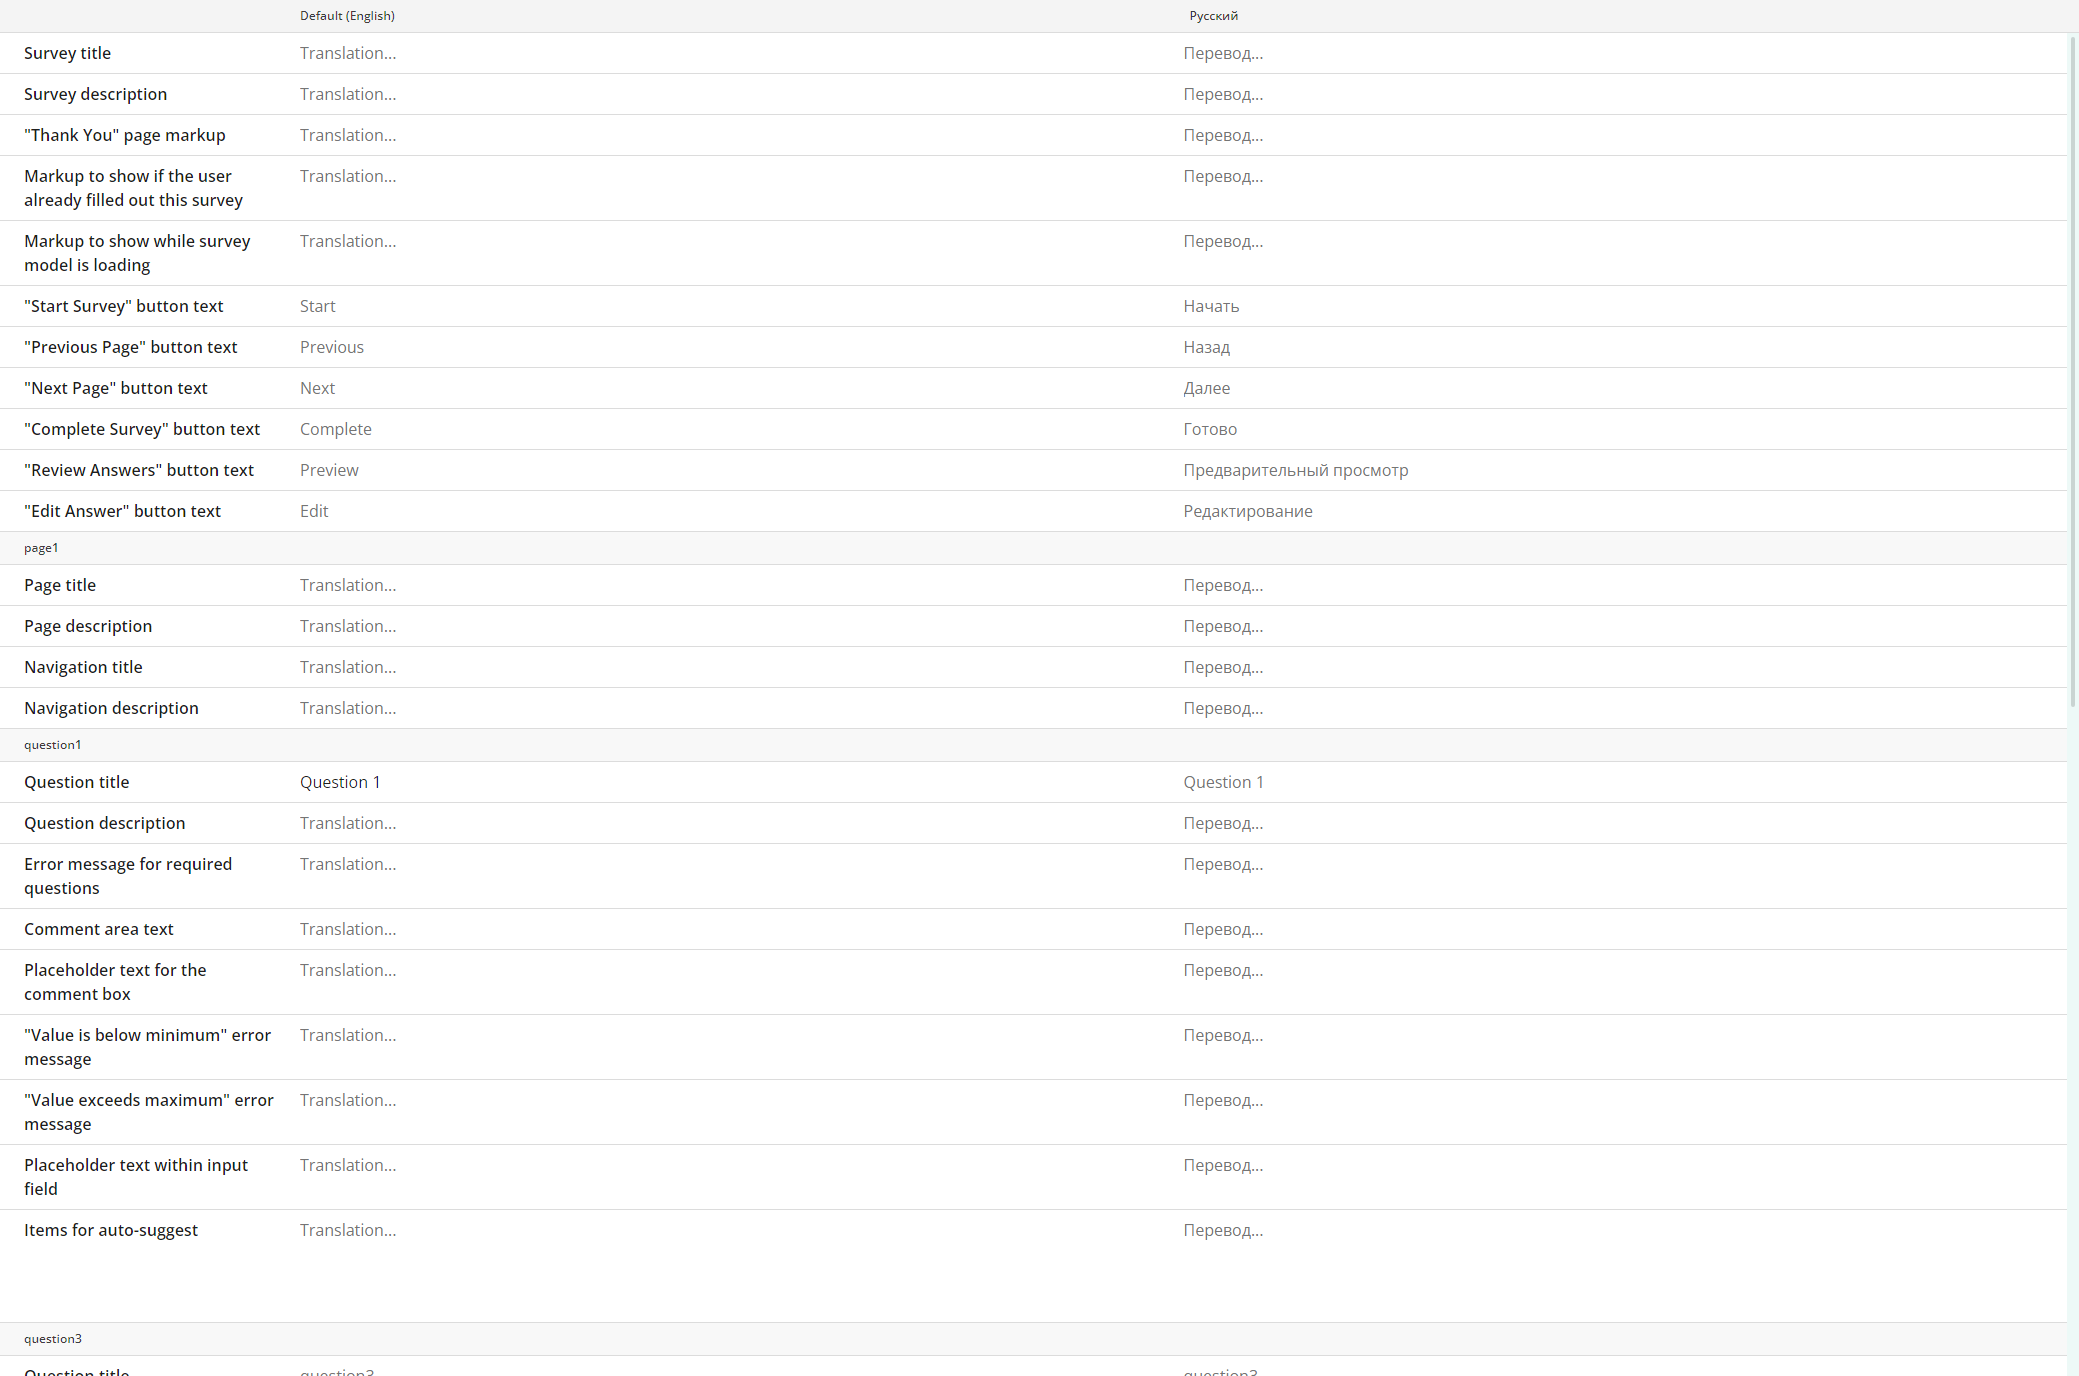 Default (English) Русский
Survey title Translation... Перевод...
Survey description Translation... Перевод...
"Thank You" page markup Translation... Перевод...
Markup to show if the user Translation... Перевод...
already filled out this survey
Markup to show while survey Translation... Перевод...
model is loading
"Start Survey" button text Start Начать
"Previous Page" button text Previous Назад
"Next Page" button text Next Далее
"Complete Survey" button text Complete Готово
"Review Answers" button text Preview Предварительный просмотр
"Edit Answer" button text Edit Редактирование
page1
Page title Translation... Перевод...
Page description Translation... Перевод...
Navigation title Translation... Перевод...
Navigation description Translation... Перевод...
question1
Question title Question 1 Question 1
Question description Translation... Перевод...
Error message for required Translation... Перевод...
questions
Comment area text Translation... Перевод...
Placeholder text for the Translation... Перевод...
comment box
"Value is below minimum" error Translation... Перевод...
message
"Value exceeds maximum" error Translation... Перевод...
message
Placeholder text within input Translation... Перевод...
field
Items for auto-suggest Translation... Перевод...
question3
Question title question3 question3